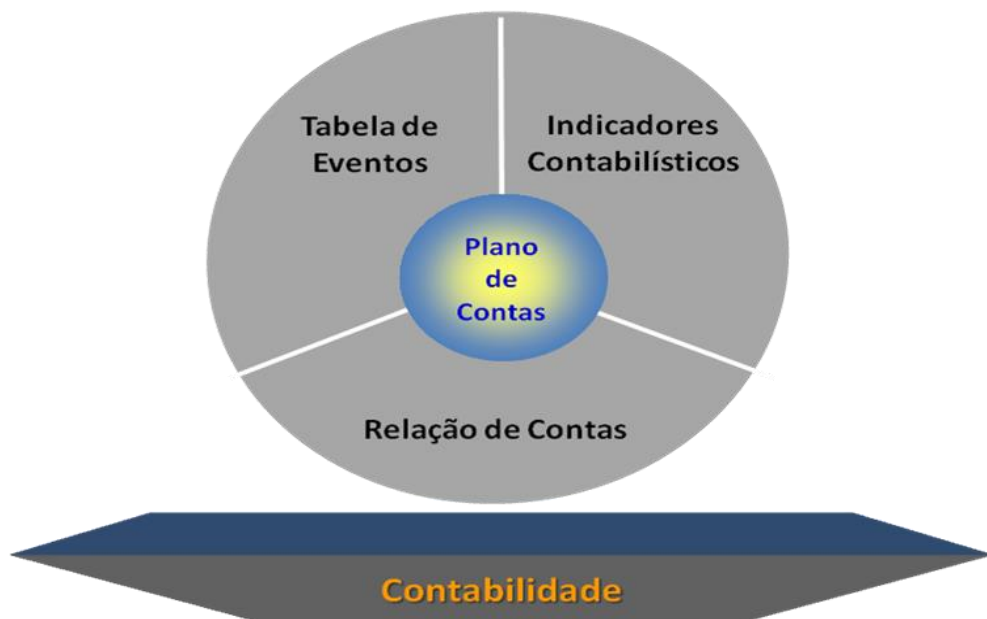 Tabela de
Eventos
Indicadores
Contabilísticos
Plano
de
Contas
Relação de Contas
Contabilidade